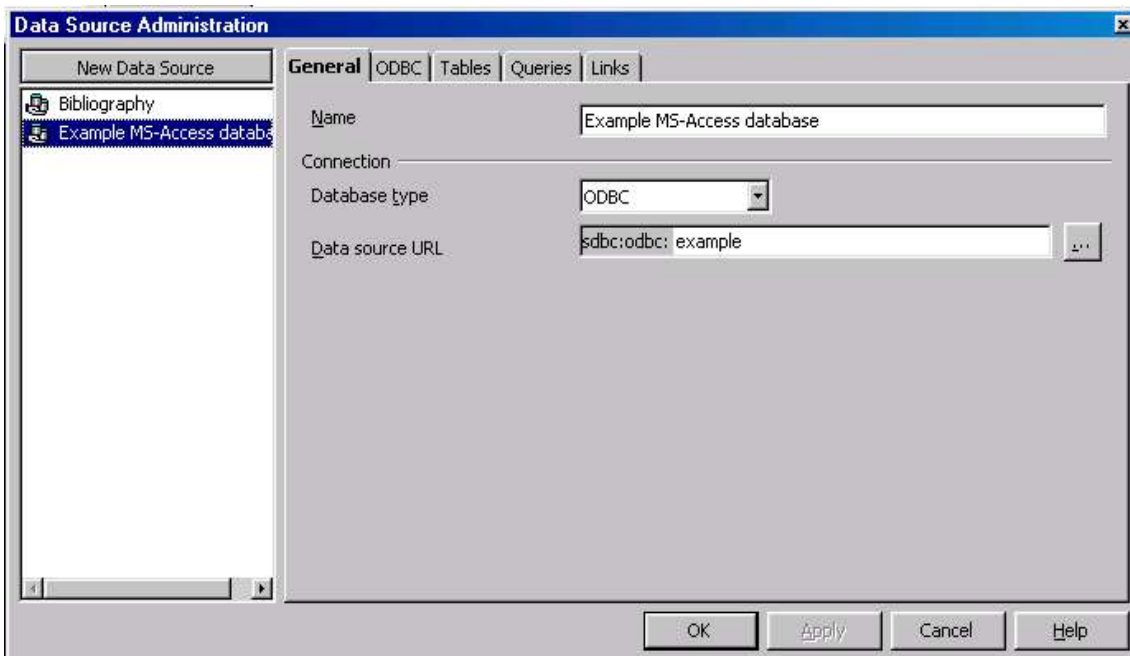 Data Source Administration
New Data Source
Bibliography
Example MS-Access databa
General ODBC Tables Queries Links
Name Example MS-Access database
Connection
Database type ODBC
Data source URL sdbc:odbc: example ...
OK Apply Cancel Help